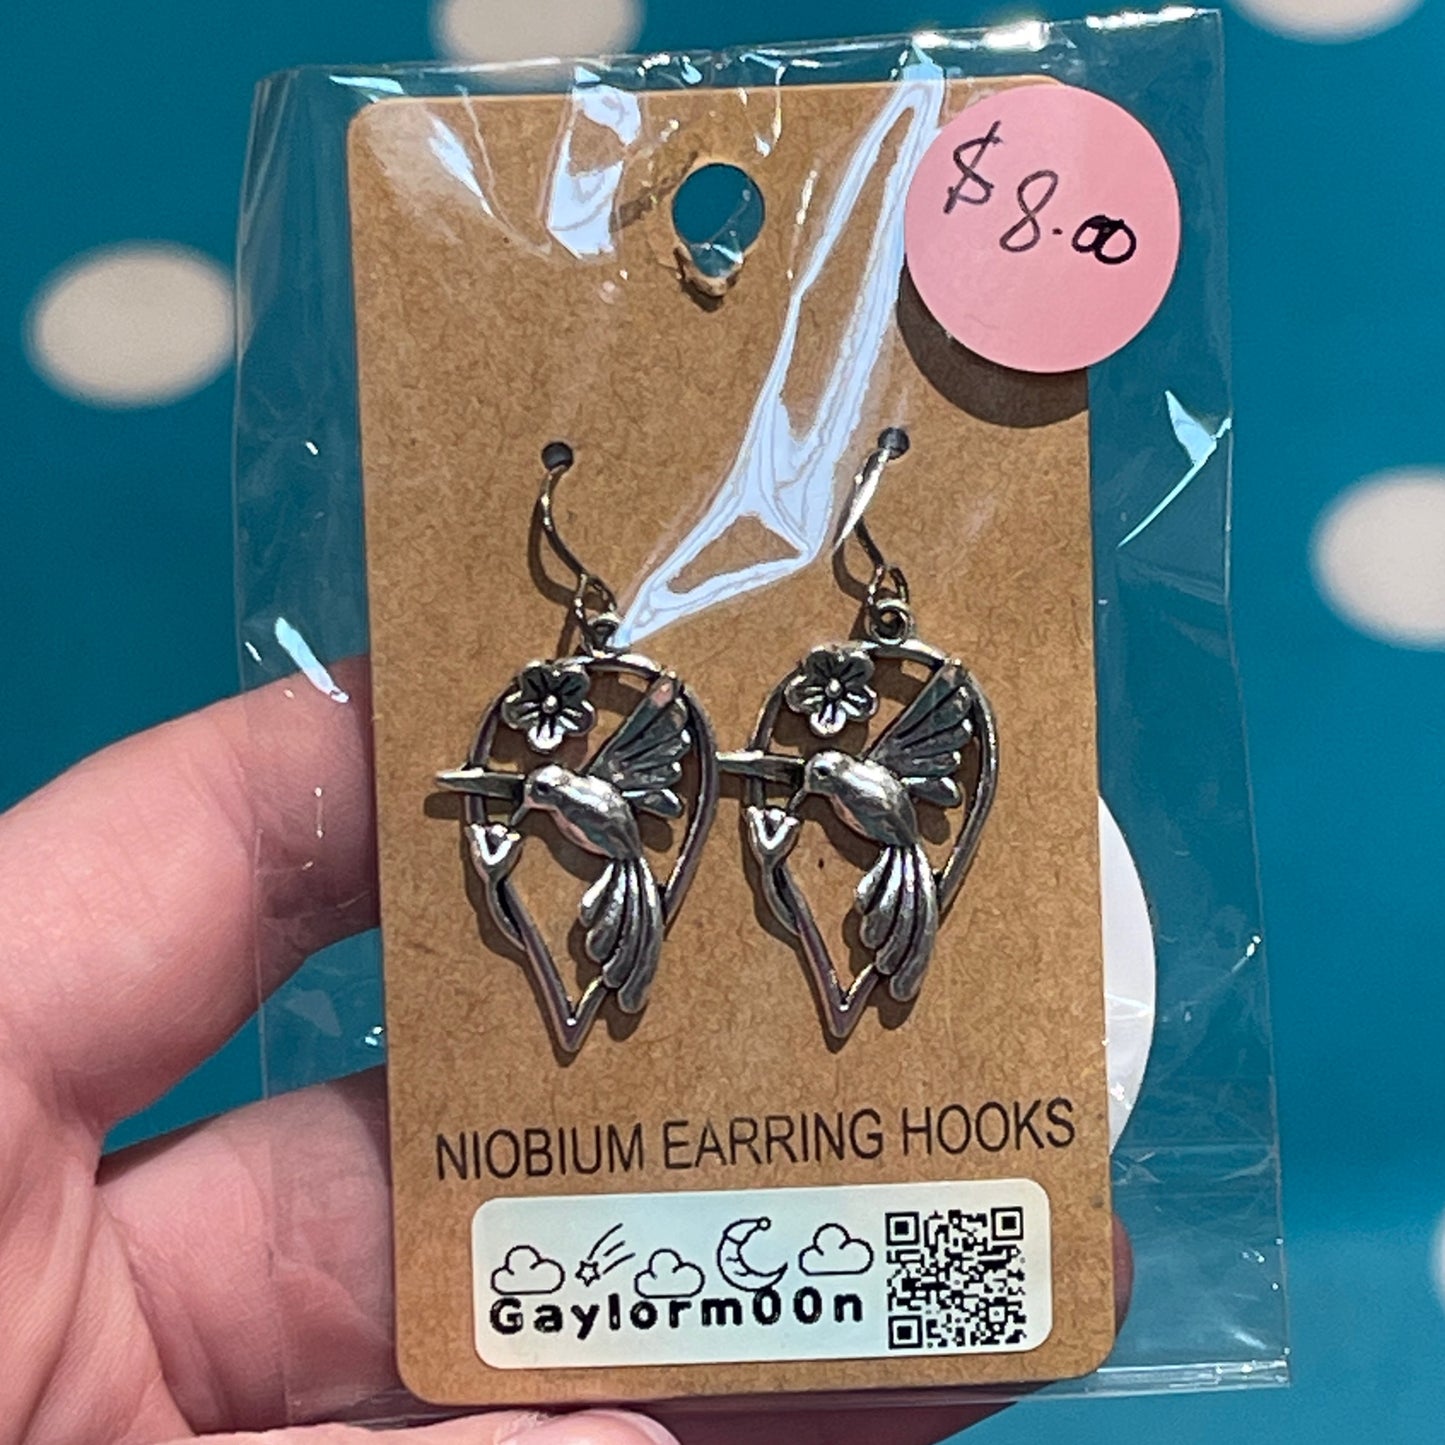 $8.00
NIOBIUM EARRING HOOKS
Gaylorm00n